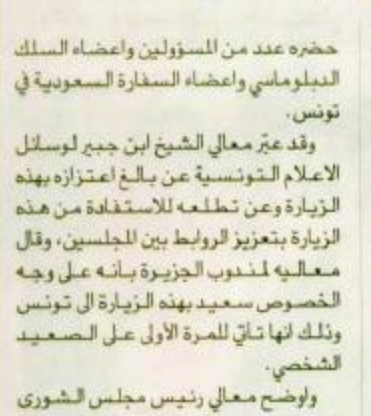 حضره عدد من المسؤولين واعضاء السلك
الدبلوماسي واعضاء السفارة السعودية في
تونس.
وقد عبّر معالي الشيخ ابن جبير لوسائل
الاعلام التونسية عن بالغ اعتزازه بهذه
الزيارة وعن تطلعه للاستفادة من هذه
الزيارة بتعزيز الروابط بين المجلسين، وقال
معاليه لمندوب الجزيرة بانه على وجه
الخصوص سعيد بهذه الزيارة الى تونس
وذلك انها تأتي للمرة الأولى على الصعيد
الشخصي.
واوضح معالي رئيس مجلس الشورى